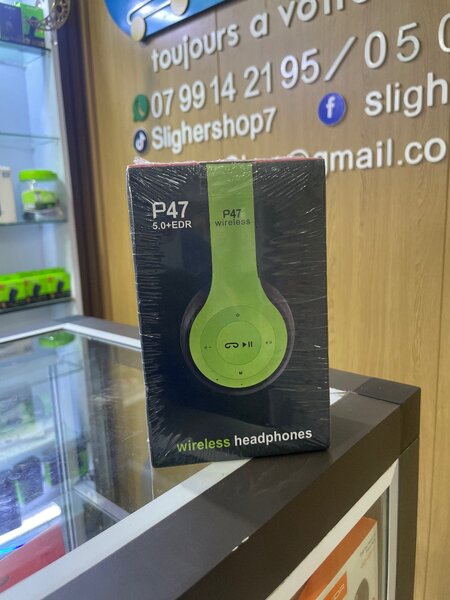 toujours a votre
07 99 14 21 95 / 05 0
Slighershop7
sligh
@gmail.co
P47
5.0+EDR
P47
wireless
wireless headphones